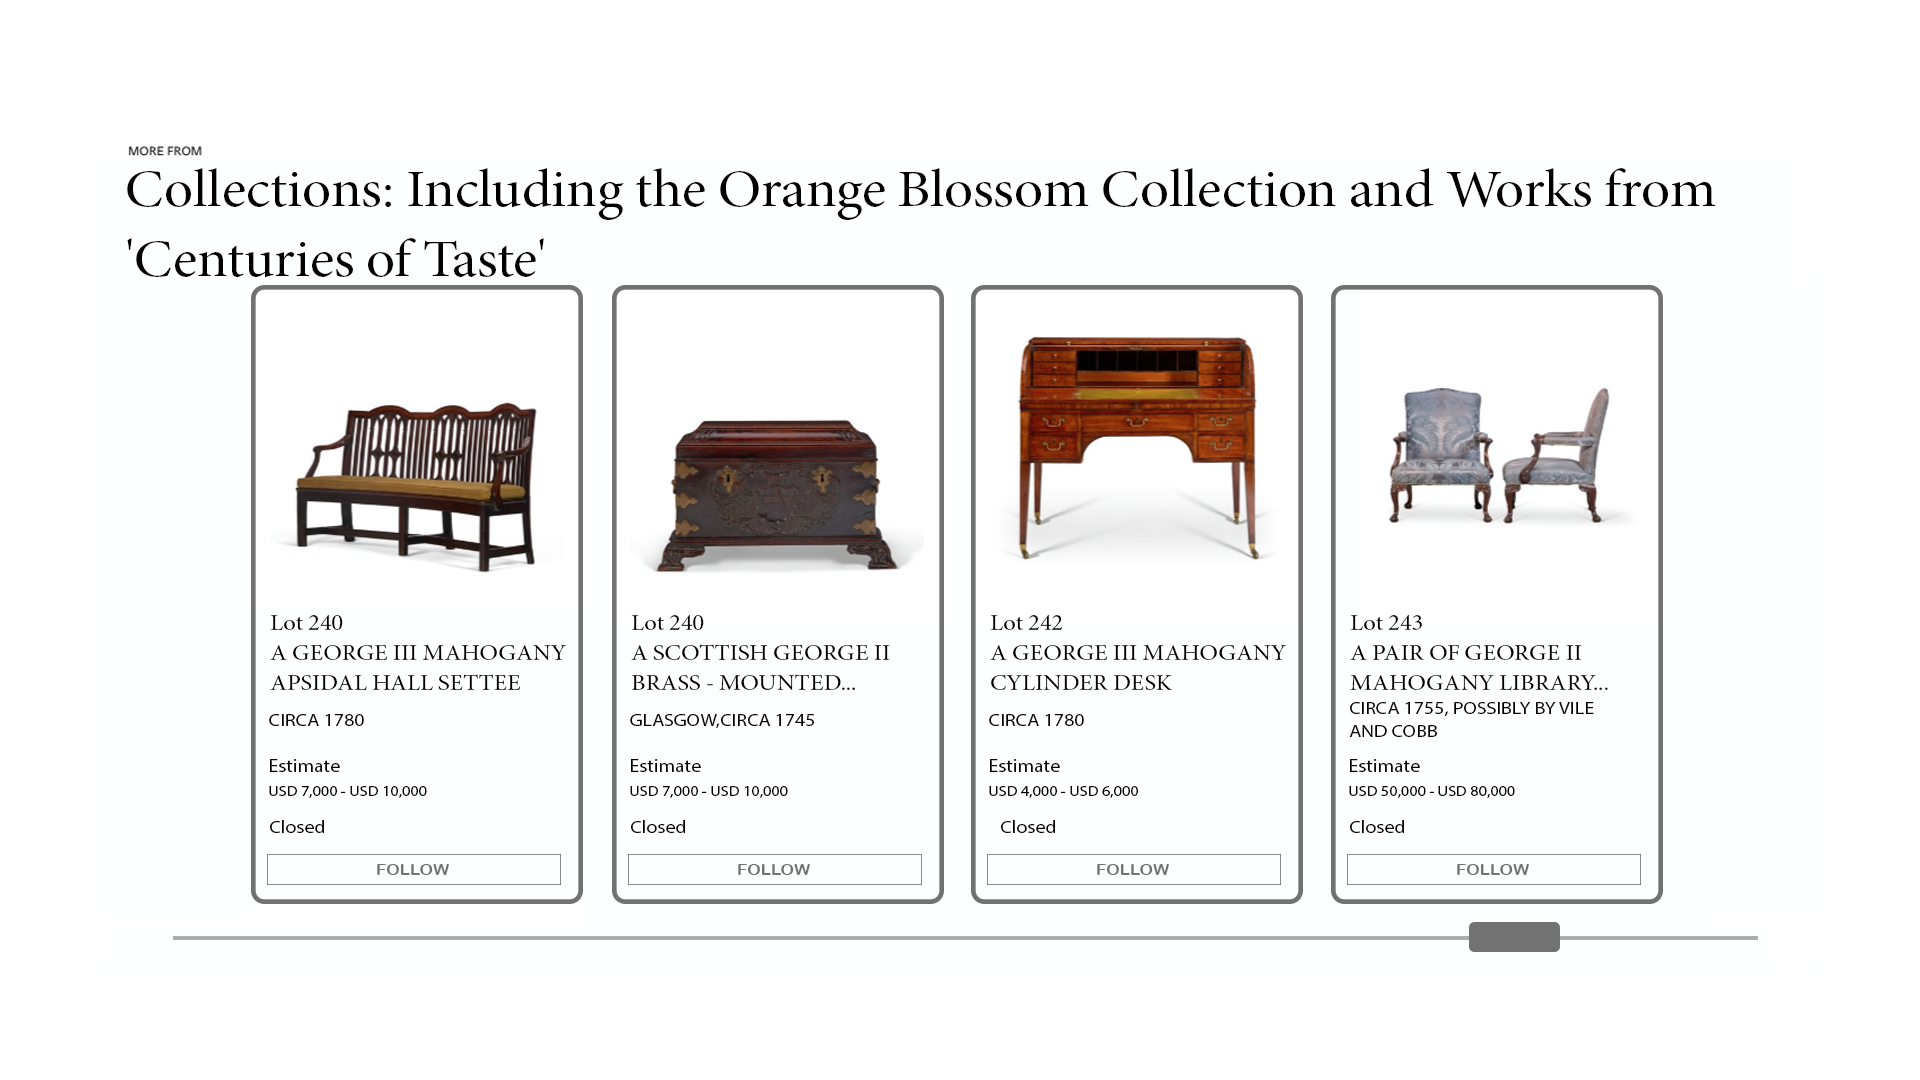 MORE FROM
Collections: Including the Orange Blossom Collection and Works from
'Centuries of Taste'
Lot 240
A GEORGE III MAHOGANY
APSIDAL HALL SETTEE
CIRCA 1780
Estimate
USD 7,000 - USD 10,000
Closed
FOLLOW
Lot 240
A SCOTTISH GEORGE II
BRASS - MOUNTED...
GLASGOW,CIRCA 1745
Estimate
USD 7,000 - USD 10,000
Closed
FOLLOW
Lot 242
A GEORGE III MAHOGANY
CYLINDER DESK
CIRCA 1780
Estimate
USD 4,000 - USD 6,000
Closed
FOLLOW
Lot 243
A PAIR OF GEORGE II
MAHOGANY LIBRARY...
CIRCA 1755, POSSIBLY BY VILE
AND COBB
Estimate
USD 50,000 - USD 80,000
Closed
FOLLOW